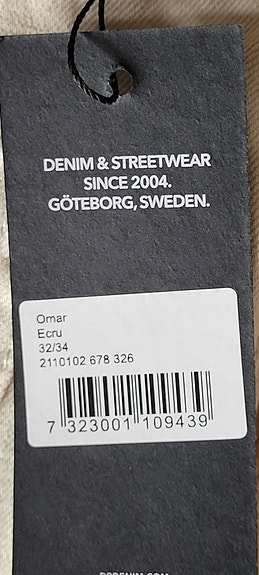 DENIM & STREETWEAR
SINCE 2004.
GÖTEBORG, SWEDEN.
Omar
Ecru
32/34
2110102 678 326
7 323001 109439